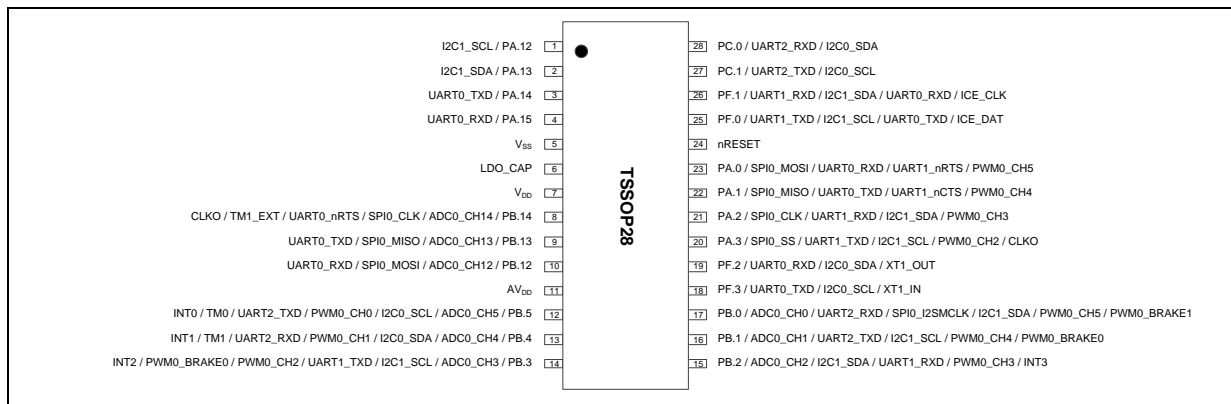 I2C1_SCL / PA.12 1
I2C1_SDA / PA.13 2
UART0_TXD / PA.14 3
UART0_RXD / PA.15 4
VSS 5
LDO_CAP 6
VDD 7
CLKO / TM1_EXT / UART0_nRTS / SPI0_CLK / ADC0_CH14 / PB.14 8
UART0_TXD / SPI0_MISO / ADC0_CH13 / PB.13 9
UART0_RXD / SPI0_MOSI / ADC0_CH12 / PB.12 10
AVDD 11
INT0 / TM0 / UART2_TXD / PWM0_CH0 / I2C0_SCL / ADC0_CH5 / PB.5 12
INT1 / TM1 / UART2_RXD / PWM0_CH1 / I2C0_SDA / ADC0_CH4 / PB.4 13
INT2 / PWM0_BRAKE0 / PWM0_CH2 / UART1_TXD / I2C1_SCL / ADC0_CH3 / PB.3 14
TSSOP28
28 PC.0 / UART2_RXD / I2C0_SDA
27 PC.1 / UART2_TXD / I2C0_SCL
26 PF.1 / UART1_RXD / I2C1_SDA / UART0_RXD / ICE_CLK
25 PF.0 / UART1_TXD / I2C1_SCL / UART0_TXD / ICE_DAT
24 nRESET
23 PA.0 / SPI0_MOSI / UART0_RXD / UART1_nRTS / PWM0_CH5
22 PA.1 / SPI0_MISO / UART0_TXD / UART1_nCTS / PWM0_CH4
21 PA.2 / SPI0_CLK / UART1_RXD / I2C1_SDA / PWM0_CH3
20 PA.3 / SPI0_SS / UART1_TXD / I2C1_SCL / PWM0_CH2 / CLKO
19 PF.2 / UART0_RXD / I2C0_SDA / XT1_OUT
18 PF.3 / UART0_TXD / I2C0_SCL / XT1_IN
17 PB.0 / ADC0_CH0 / UART2_RXD / SPI0_I2SMCLK / I2C1_SDA / PWM0_CH5 / PWM0_BRAKE1
16 PB.1 / ADC0_CH1 / UART2_TXD / I2C1_SCL / PWM0_CH4 / PWM0_BRAKE0
15 PB.2 / ADC0_CH2 / I2C1_SDA / UART1_RXD / PWM0_CH3 / INT3